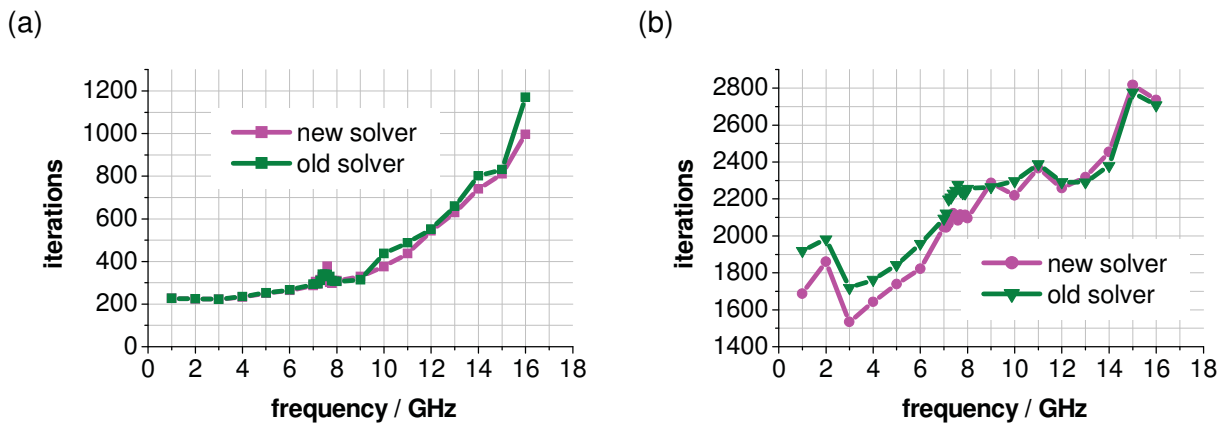 (a)
iterations
1200
1000
800
600
400
200
0
new solver
old solver
0 2 4 6 8 10 12 14 16 18
frequency / GHz
(b)
iterations
2800
2600
2400
2200
2000
1800
1600
1400
new solver
old solver
0 2 4 6 8 10 12 14 16 18
frequency / GHz